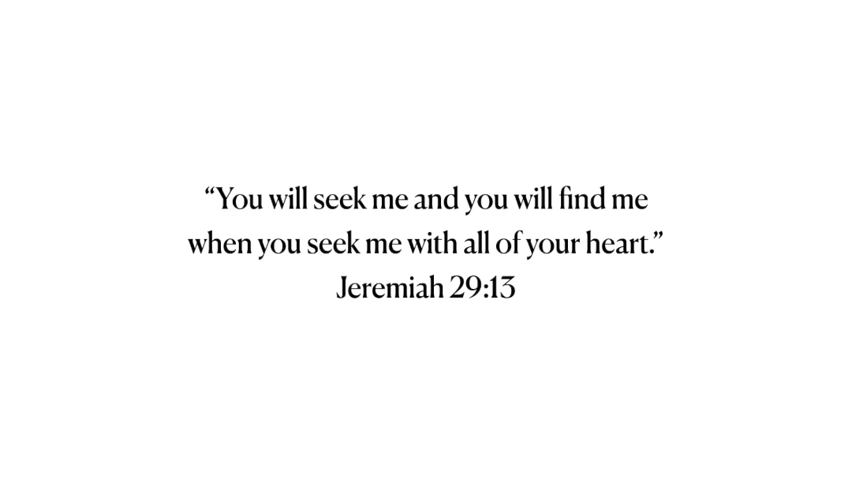 “You will seek me and you will find me
when you seek me with all of your heart.”
Jeremiah 29:13